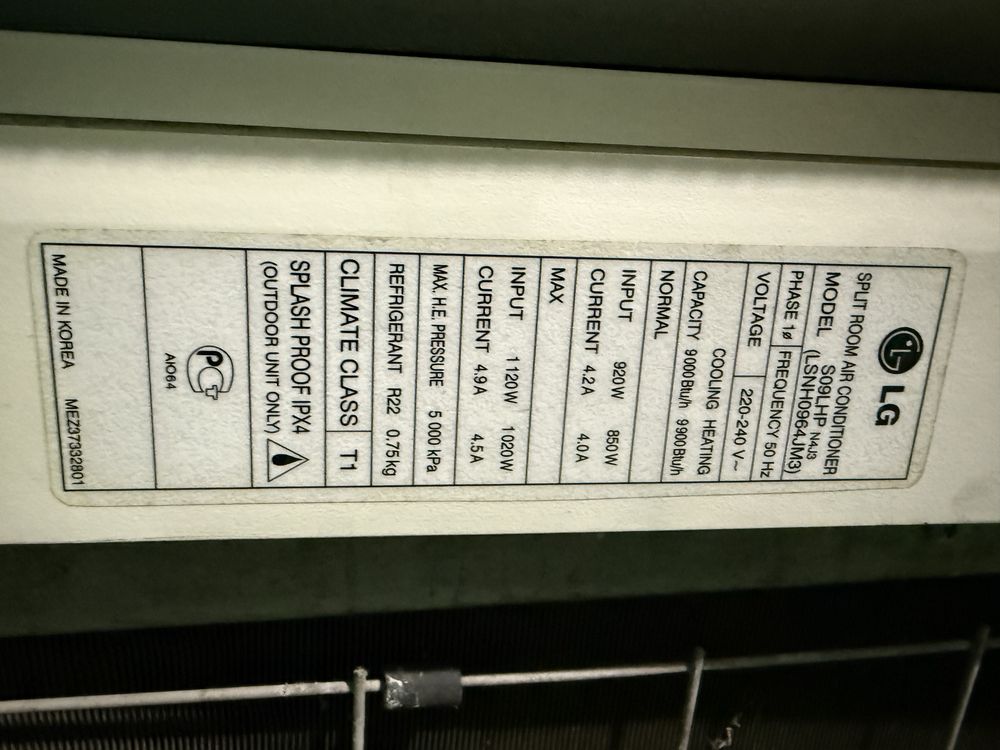 LG
SPLIT ROOM AIR CONDITIONER
MODEL S09LHP N4J3
(LSNH0964JM3)
PHASE 1ø FREQUENCY 50 Hz
VOLTAGE 220-240 V~
COOLING HEATING
CAPACITY 9000Btu/h 9900Btu/h
NORMAL
INPUT 920W 850W
CURRENT 4.2A 4.0A
MAX
INPUT 1120W 1020W
CURRENT 4.9A 4.5A
MAX. H.E. PRESSURE 5 000 kPa
REFRIGERANT R22 0.75kg
CLIMATE CLASS T1
SPLASH PROOF IPX4
(OUTDOOR UNIT ONLY)
АЮ64
MADE IN KOREA MEZ37332801